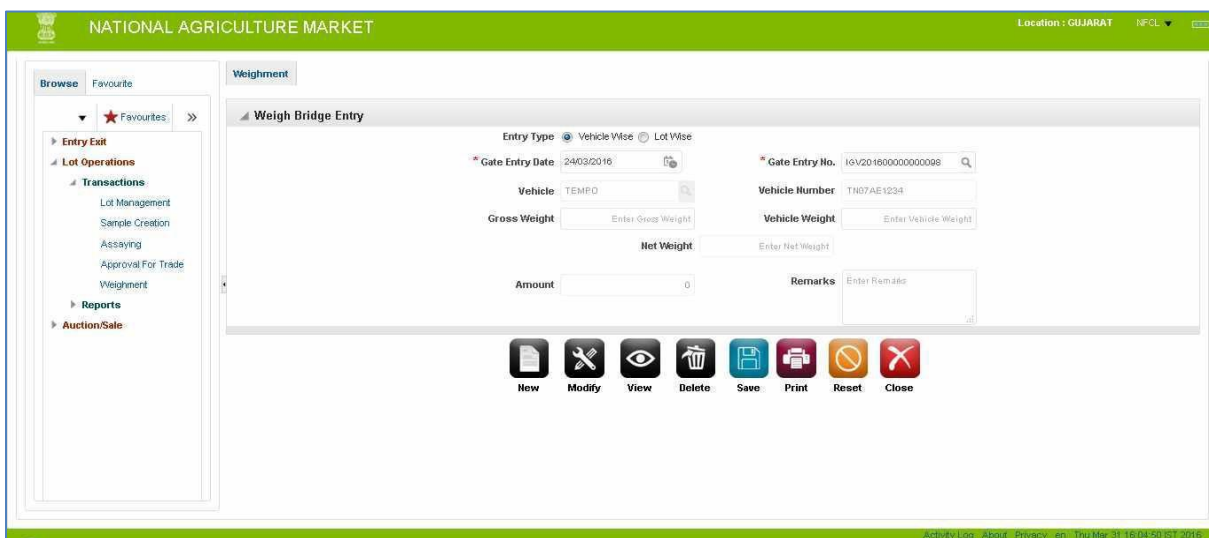 NATIONAL AGRICULTURE MARKET
Location : GUJARAT NFCL
Browse Favourite
Favourites »
Entry Exit
Lot Operations
Transactions
Lot Management
Sample Creation
Assaying
Approval For Trade
Weighment
Reports
Auction/Sale
Weighment
Weigh Bridge Entry
Entry Type Vehicle Wise Lot Wise
* Gate Entry Date 24/03/2016 * Gate Entry No. IGV201600000000098
Vehicle TEMPO Vehicle Number TN07AE1234
Gross Weight Enter Gross Weight Vehicle Weight Enter Vehicle Weight
Net Weight Enter Net Weight
Amount 0 Remarks Enter Remarks
New Modify View Delete Save Print Reset Close
Activity Log About Privacy en Thu Mar 31 16:04:50 IST 2016